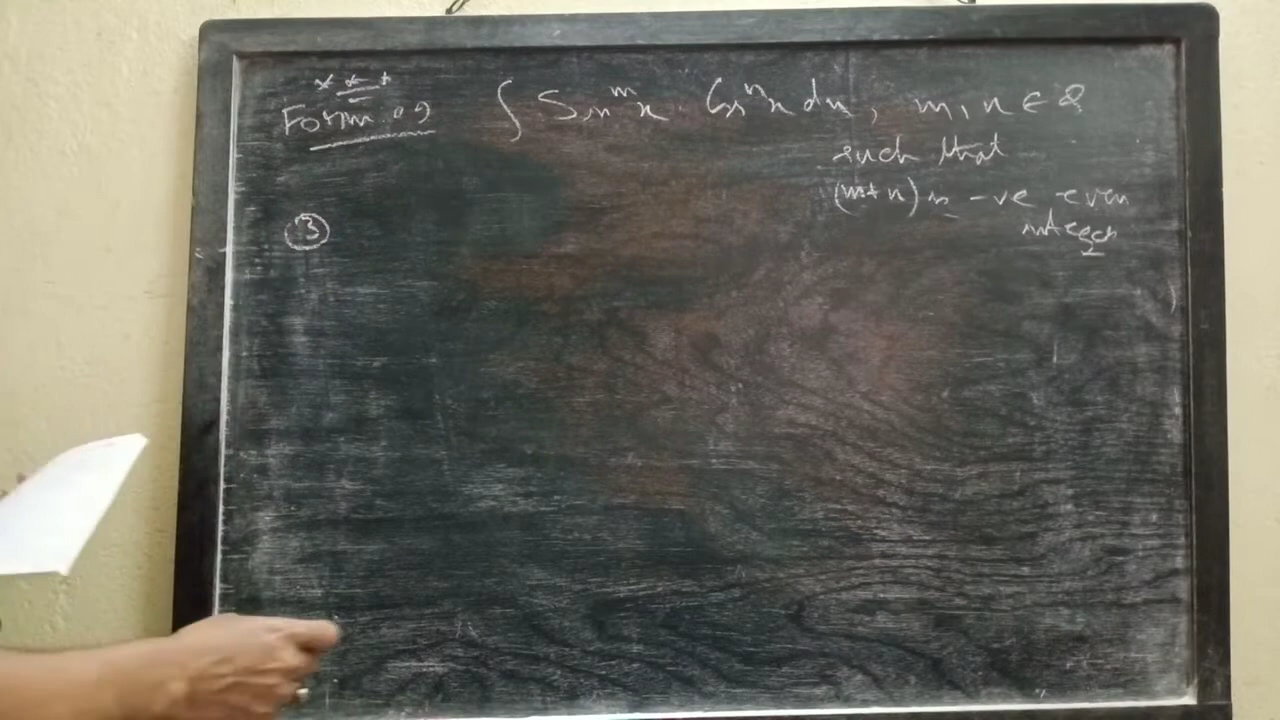 * * *
Form 09 ∫ Sin^m x · Cos^n x dx, m, n ∈ Q
such that
(m+n) is -ve even
integer
③